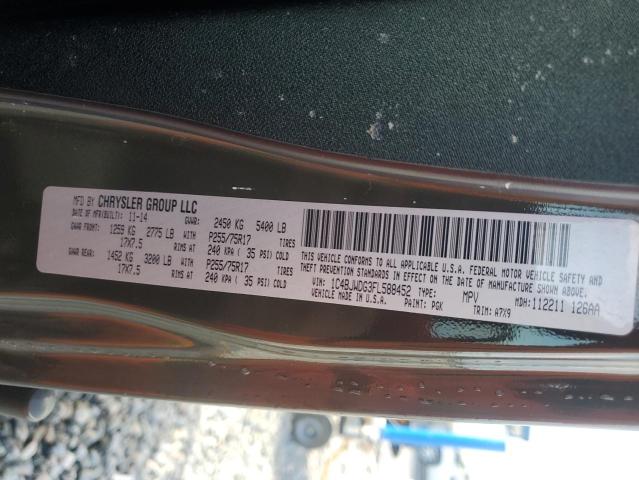 MFD BY CHRYSLER GROUP LLC
DATE OF MFR(BUILT): 11-14 GVWR: 2450 KG 5400 LB
GAWR FRONT: 1259 KG 2775 LB WITH P255/75R17 TIRES
17X7.5 RIMS AT 240 KPA ( 35 PSI) COLD
GAWR REAR: 1452 KG 3200 LB WITH P255/75R17 TIRES
17X7.5 RIMS AT 240 KPA ( 35 PSI) COLD
THIS VEHICLE CONFORMS TO ALL APPLICABLE U.S.A. FEDERAL MOTOR VEHICLE SAFETY AND
THEFT PREVENTION STANDARDS IN EFFECT ON THE DATE OF MANUFACTURE SHOWN ABOVE.
VIN: 1C4BJWDG3FL588452 TYPE: MPV MDH: 112211 126AA
VEHICLE MADE IN U.S.A. PAINT: PGK TRIM: A7X9